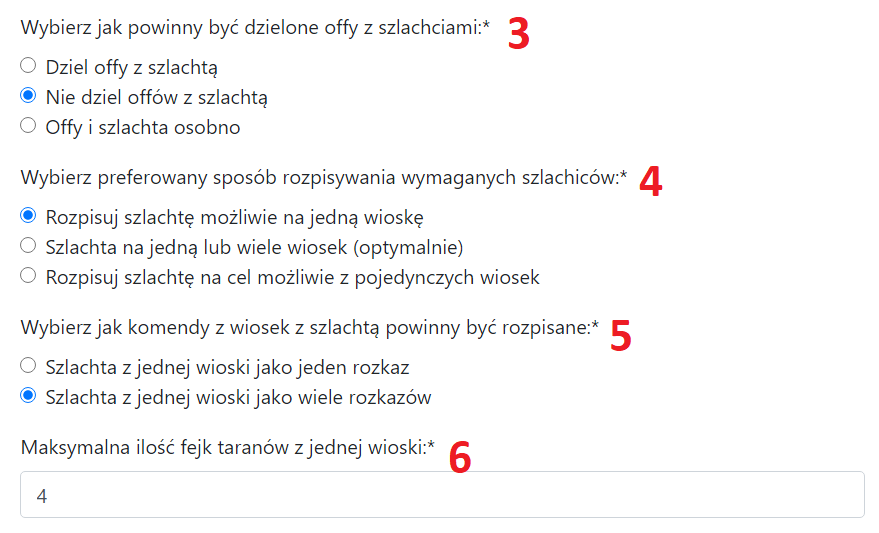 Wybierz jak powinny być dzielone offy z szlachciami:* 3
Dziel offy z szlachtą
Nie dziel offów z szlachtą
Offy i szlachta osobno
Wybierz preferowany sposób rozpisywania wymaganych szlachiców:* 4
Rozpisuj szlachtę możliwie na jedną wioskę
Szlachta na jedną lub wiele wiosek (optymalnie)
Rozpisuj szlachtę na cel możliwie z pojedynczych wiosek
Wybierz jak komendy z wiosek z szlachtą powinny być rozpisane:* 5
Szlachta z jednej wioski jako jeden rozkaz
Szlachta z jednej wioski jako wiele rozkazów
Maksymalna ilość fejk taranów z jednej wioski:* 6
4